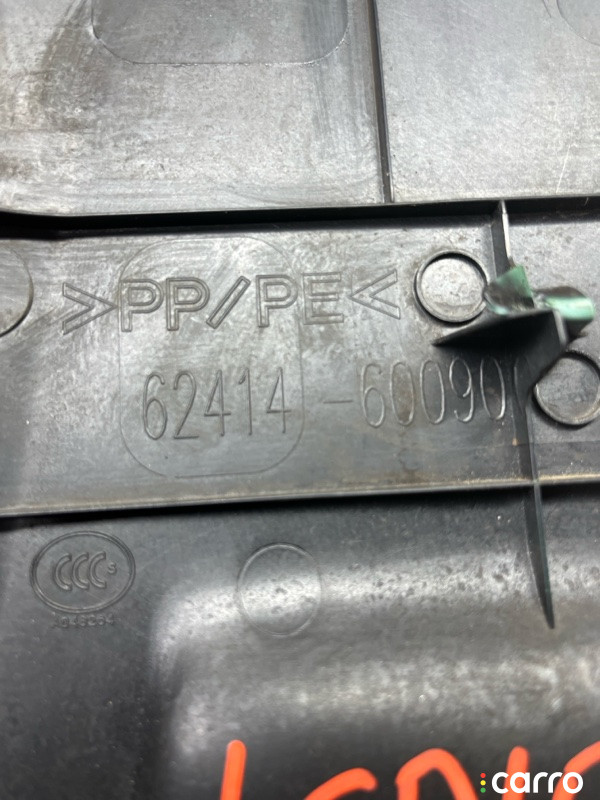 >>PP/PE<<
62414-60090
CCC S
carro